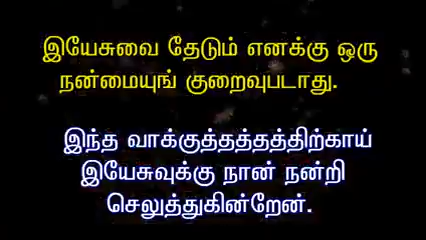 இயேசுவை தேடும் எனக்கு ஒரு
நன்மையுங் குறைவுபடாது.
இந்த வாக்குத்தத்தத்திற்காய்
இயேசுவுக்கு நான் நன்றி
செலுத்துகின்றேன்.